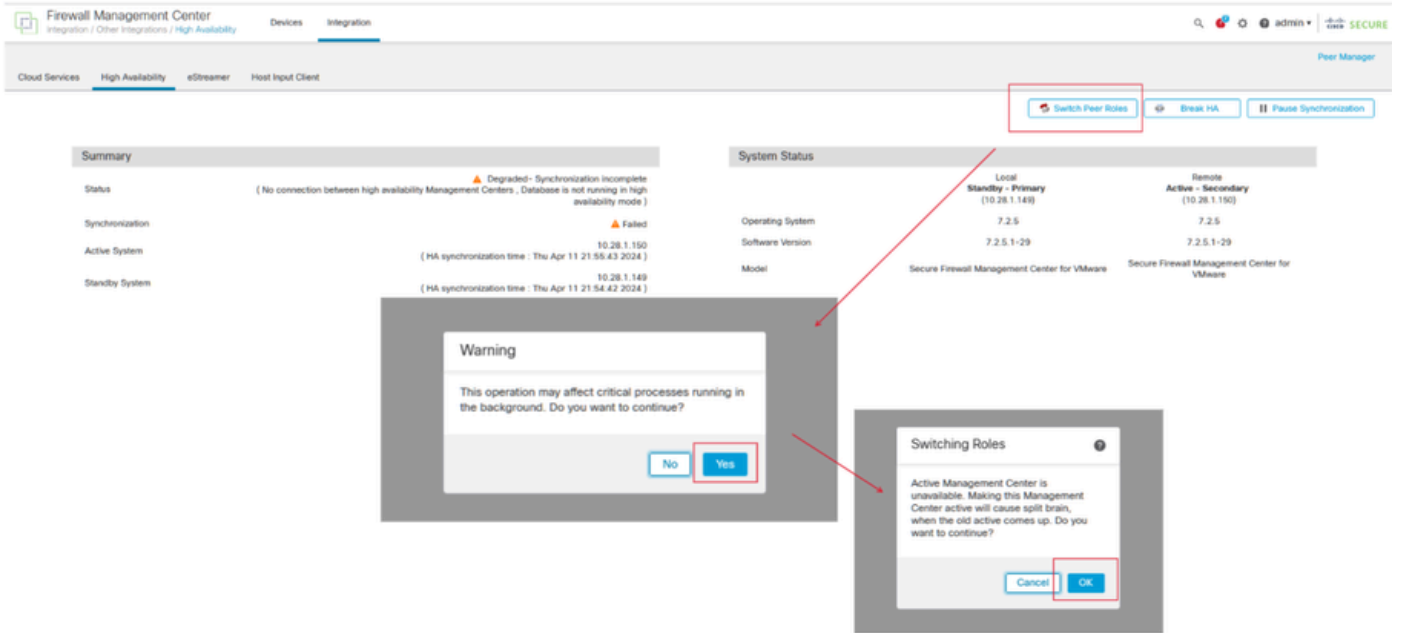 Firewall Management Center
Integration / Other Integrations / High Availability
Devices
Integration
admin
CISCO SECURE
Peer Manager
Cloud Services
High Availability
eStreamer
Host Input Client
Switch Peer Roles
Break HA
Pause Synchronization
Summary
Status
Degraded- Synchronization incomplete
( No connection between high availability Management Centers , Database is not running in high
availability mode )
Synchronization
Failed
Active System
10.28.1.150
( HA synchronization time : Thu Apr 11 21:55:43 2024 )
Standby System
10.28.1.149
( HA synchronization time : Thu Apr 11 21:54:42 2024 )
System Status
Local
Standby - Primary
(10.28.1.149)
Remote
Active - Secondary
(10.28.1.150)
Operating System
7.2.5
7.2.5
Software Version
7.2.5.1-29
7.2.5.1-29
Model
Secure Firewall Management Center for VMware
Secure Firewall Management Center for
VMware
Warning
This operation may affect critical processes running in
the background. Do you want to continue?
No
Yes
Switching Roles
Active Management Center is
unavailable. Making this Management
Center active will cause split brain,
when the old active comes up. Do you
want to continue?
Cancel
OK